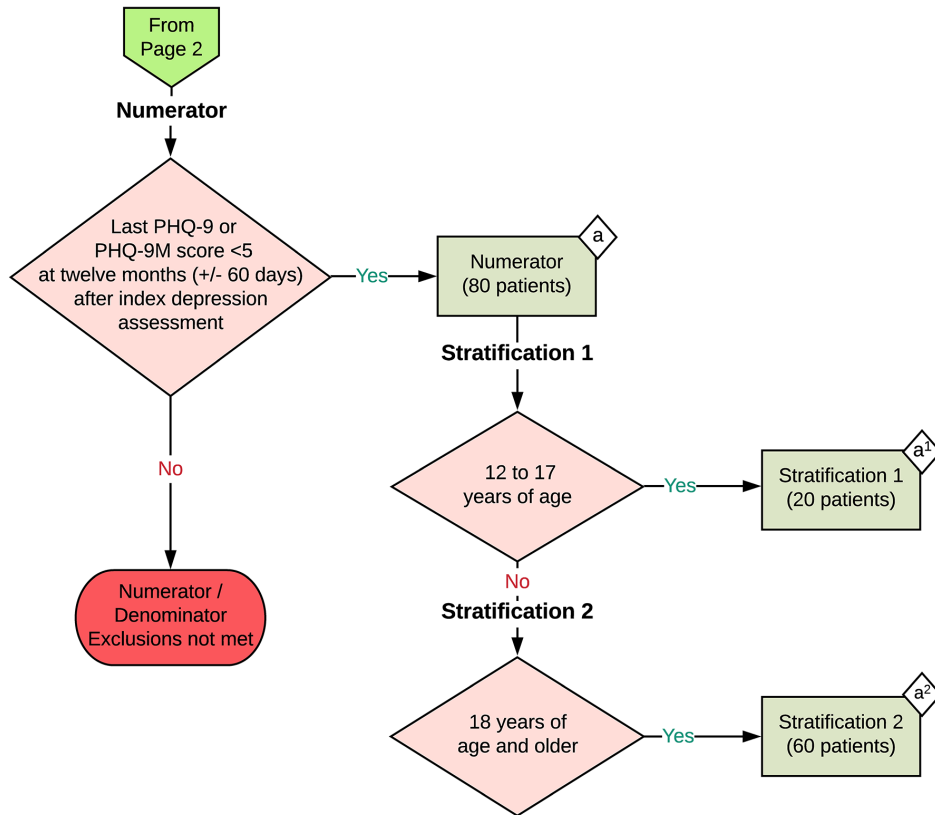 From
Page 2
Numerator
Last PHQ-9 or
PHQ-9M score <5
at twelve months (+/- 60 days)
after index depression
assessment
Yes
a
Numerator
(80 patients)
Stratification 1
No
12 to 17
years of age
Yes
a¹
Stratification 1
(20 patients)
No
Numerator /
Denominator
Exclusions not met
Stratification 2
18 years of
age and older
Yes
a²
Stratification 2
(60 patients)